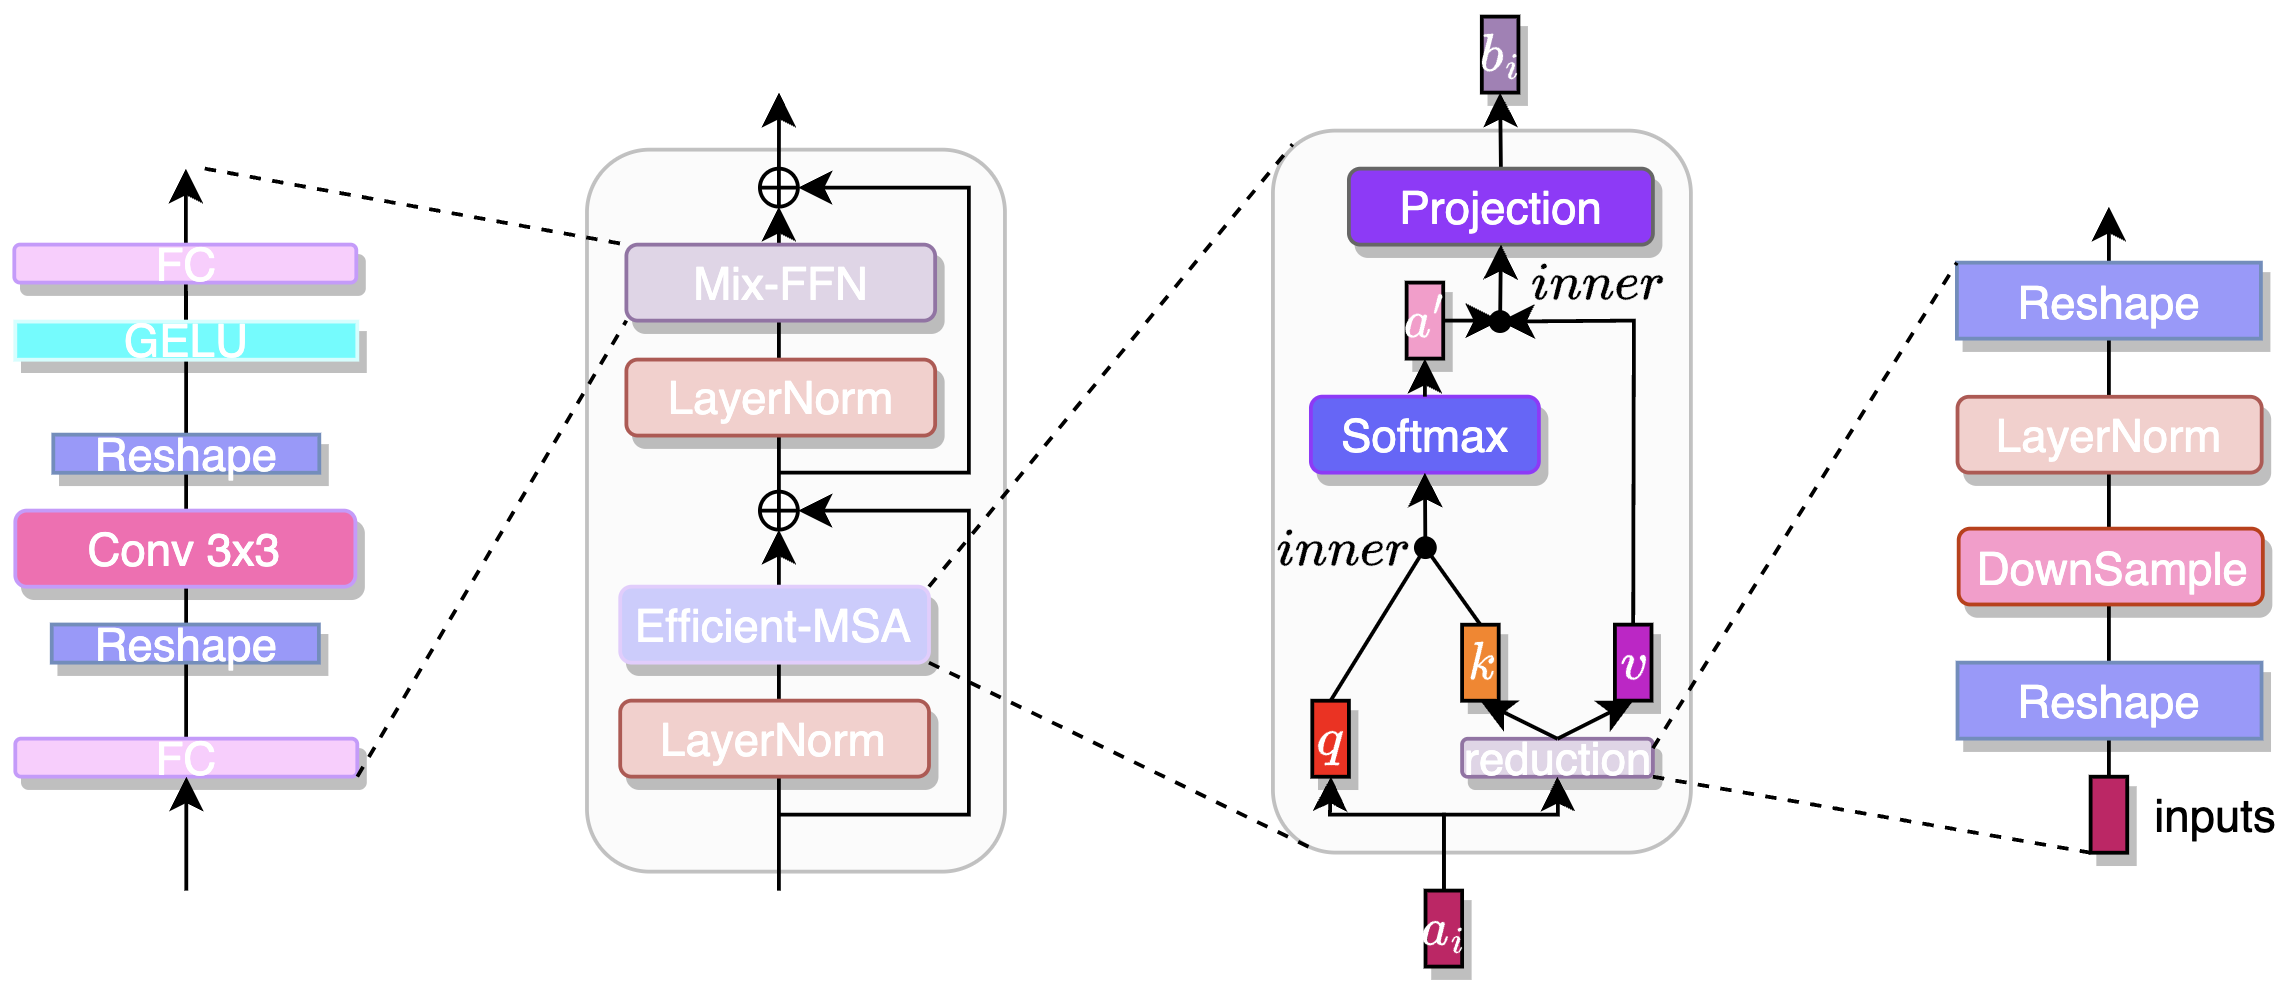 FC
GELU
Reshape
Conv 3x3
Reshape
FC
Mix-FFN
LayerNorm
Efficient-MSA
LayerNorm
b_i
Projection
inner
a'
Softmax
inner
k
v
q
reduction
a_i
Reshape
LayerNorm
DownSample
Reshape
inputs